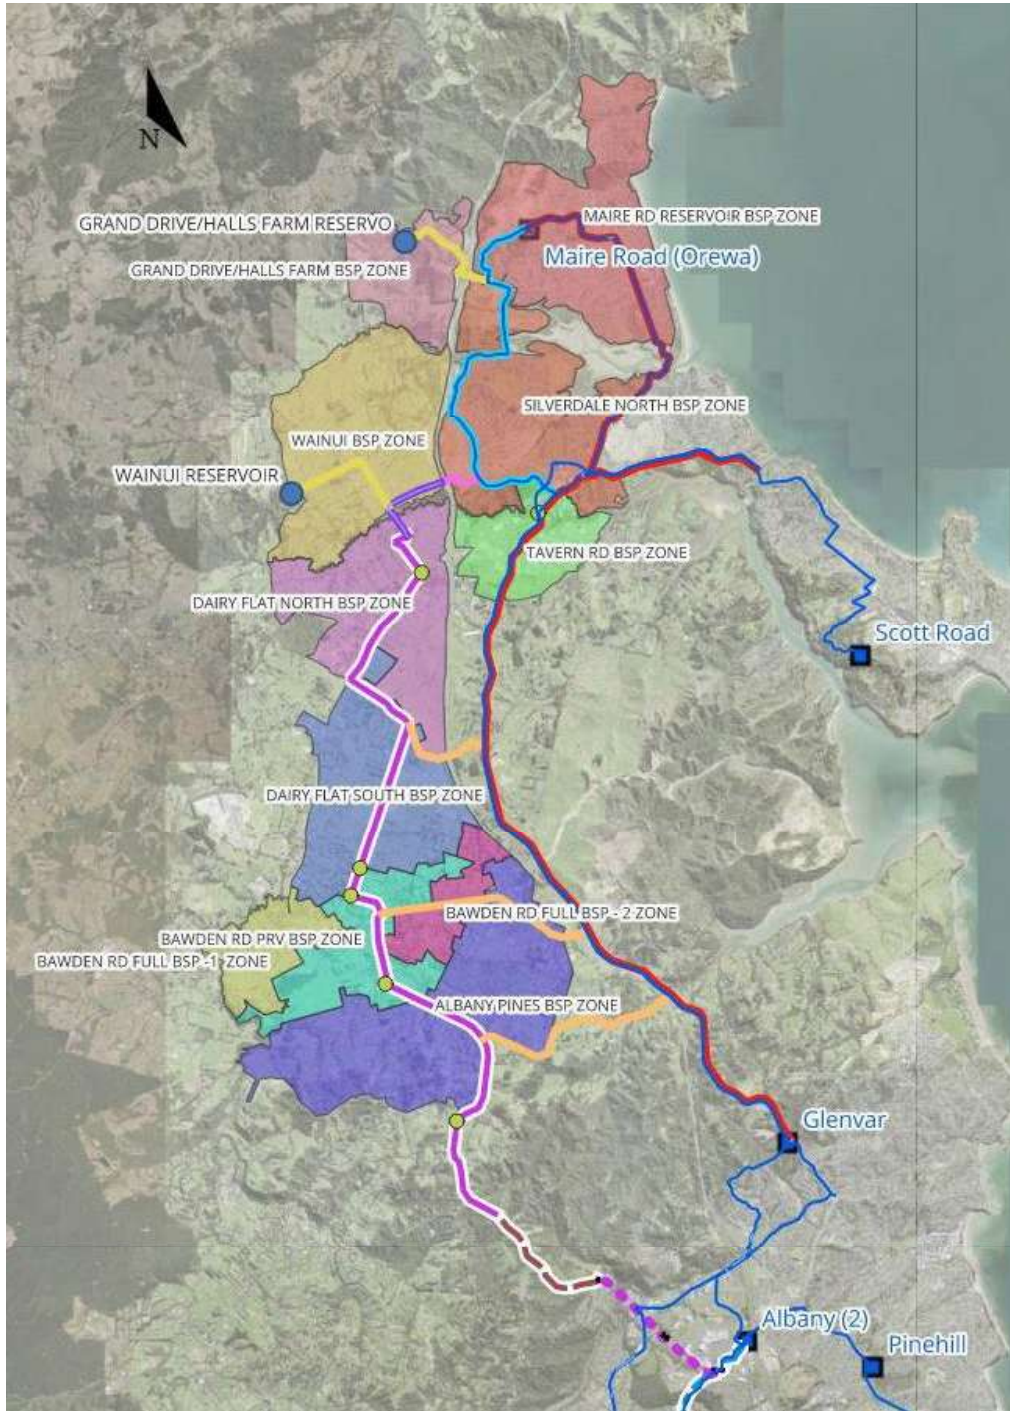 N
GRAND DRIVE/HALLS FARM RESERVO
MAIRE RD RESERVOIR BSP ZONE
Maire Road (Orewa)
GRAND DRIVE/HALLS FARM BSP ZONE
SILVERDALE NORTH BSP ZONE
WAINUI BSP ZONE
WAINUI RESERVOIR
TAVERN RD BSP ZONE
DAIRY FLAT NORTH BSP ZONE
Scott Road
DAIRY FLAT SOUTH BSP ZONE
BAWDEN RD FULL BSP - 2 ZONE
BAWDEN RD PRV BSP ZONE
BAWDEN RD FULL BSP -1 ZONE
ALBANY PINES BSP ZONE
Glenvar
Albany (2)
Pinehill